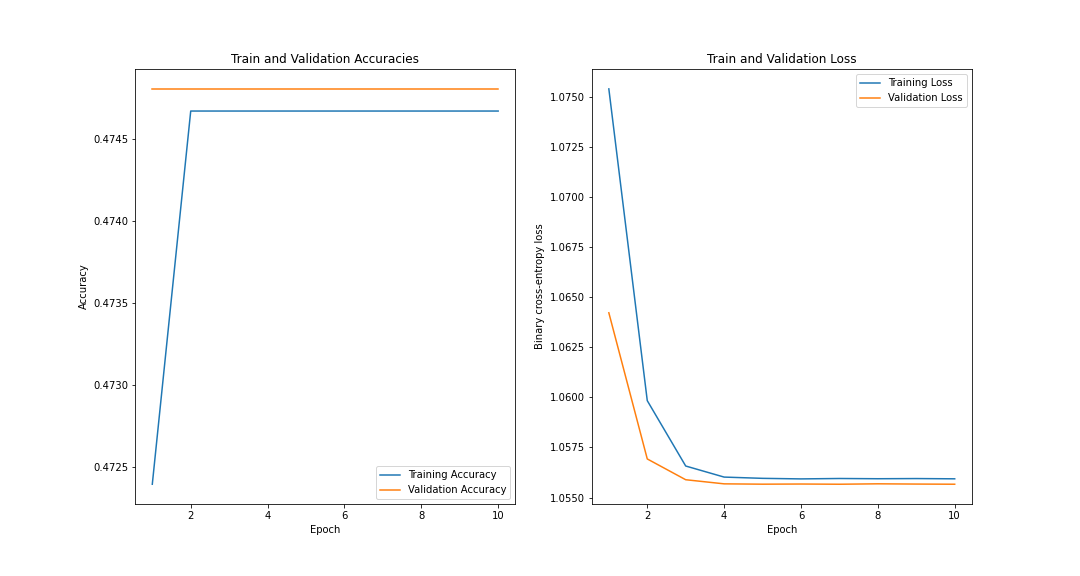 Train and Validation Accuracies
Accuracy
0.4745
0.4740
0.4735
0.4730
0.4725
2
4
6
8
10
Epoch
Training Accuracy
Validation Accuracy
Train and Validation Loss
Binary cross-entropy loss
1.0750
1.0725
1.0700
1.0675
1.0650
1.0625
1.0600
1.0575
1.0550
2
4
6
8
10
Epoch
Training Loss
Validation Loss